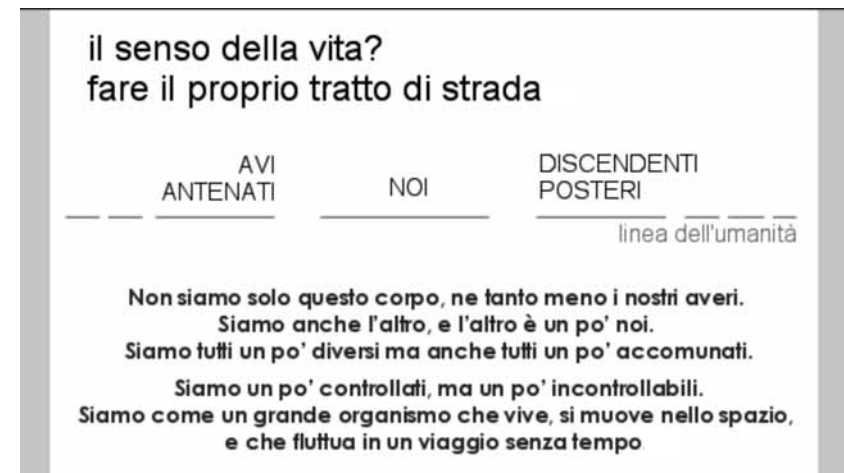 il senso della vita?
fare il proprio tratto di strada
AVI
ANTENATI
NOI
DISCENDENTI
POSTERI
linea dell'umanità
Non siamo solo questo corpo, ne tanto meno i nostri averi.
Siamo anche l'altro, e l'altro è un po' noi.
Siamo tutti un po' diversi ma anche tutti un po' accomunati.
Siamo un po' controllati, ma un po' incontrollabili.
Siamo come un grande organismo che vive, si muove nello spazio,
e che fluttua in un viaggio senza tempo